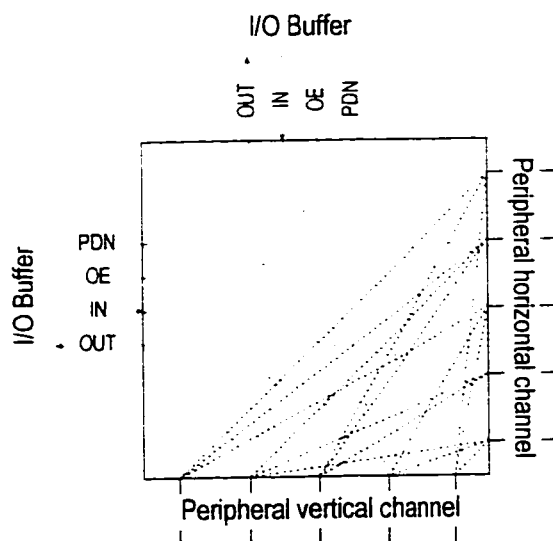 I/O Buffer
OUT
IN
OE
PDN
Peripheral horizontal channel
I/O Buffer
PDN
OE
IN
OUT
Peripheral vertical channel